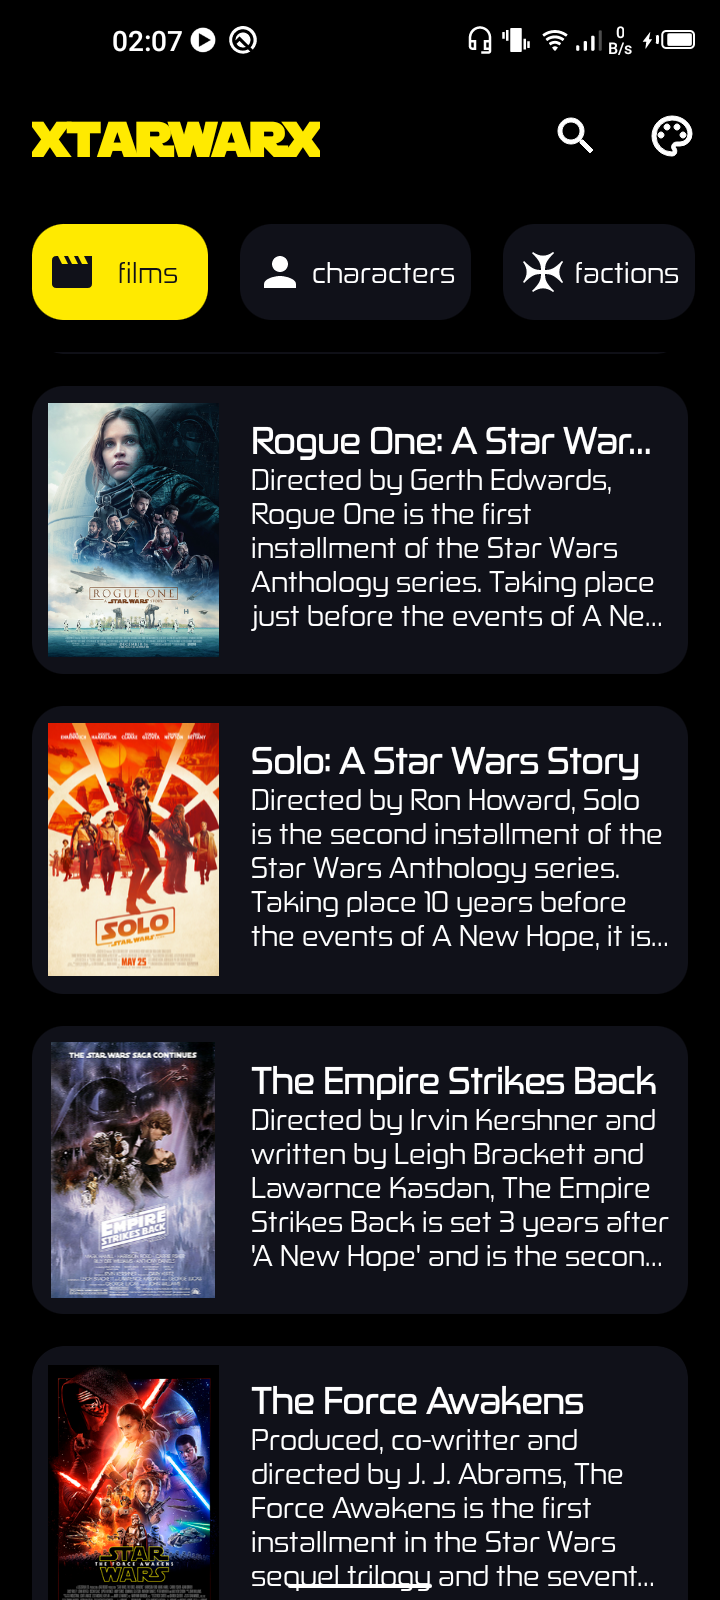 02:07
0
B/s
XTARWARX
films
characters
factions
ROGUE ONE
A STAR WARS STORY
Rogue One: A Star War...
Directed by Gerth Edwards,
Rogue One is the first
installment of the Star Wars
Anthology series. Taking place
just before the events of A Ne...
SOLO
STAR WARS
MAY 25
Solo: A Star Wars Story
Directed by Ron Howard, Solo
is the second installment of the
Star Wars Anthology series.
Taking place 10 years before
the events of A New Hope, it is...
THE STAR WARS SAGA CONTINUES
EMPIRE
STRIKES BACK
The Empire Strikes Back
Directed by Irvin Kershner and
written by Leigh Brackett and
Lawarnce Kasdan, The Empire
Strikes Back is set 3 years after
'A New Hope' and is the secon...
STAR
THE FORCE AWAKENS
WARS
The Force Awakens
Produced, co-writter and
directed by J. J. Abrams, The
Force Awakens is the first
installment in the Star Wars
sequel trilogy and the sevent...